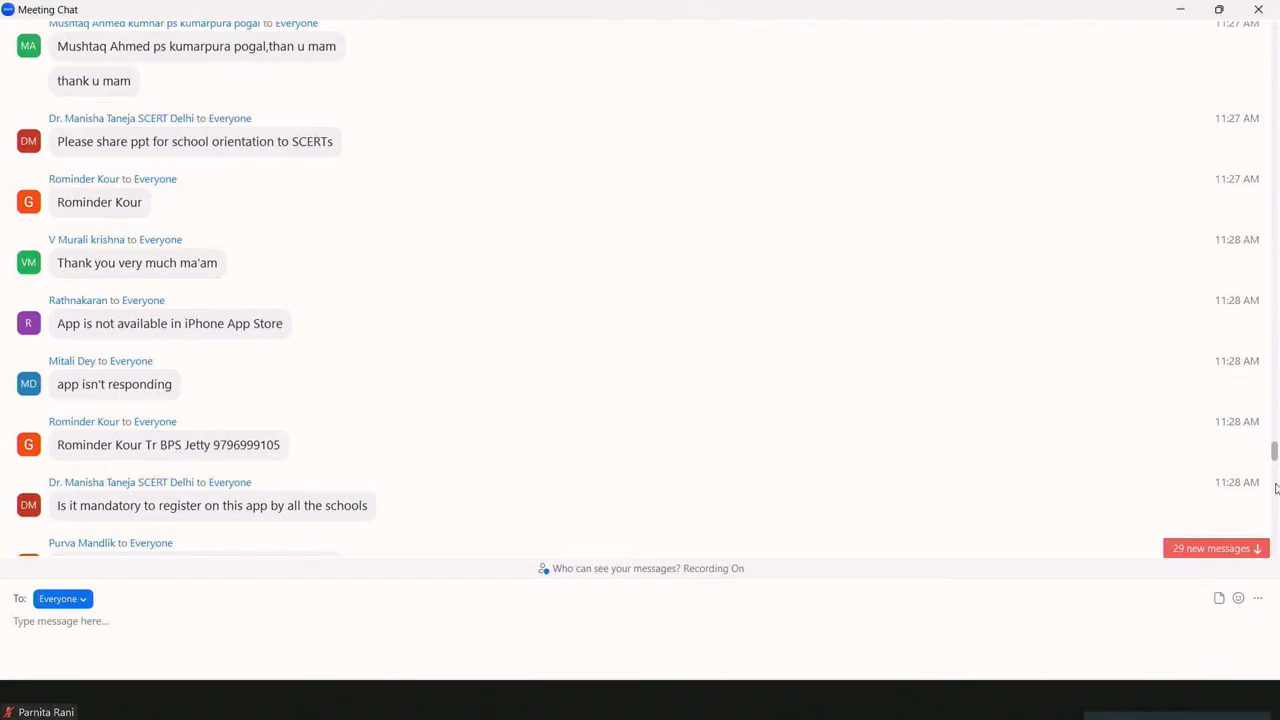 Meeting Chat
Mushtaq Ahmed kumhar ps kumarpura pogal to Everyone 11:27 AM
MA
Mushtaq Ahmed ps kumarpura pogal,than u mam
thank u mam
Dr. Manisha Taneja SCERT Delhi to Everyone 11:27 AM
DM
Please share ppt for school orientation to SCERTs
Rominder Kour to Everyone 11:27 AM
G
Rominder Kour
V Murali krishna to Everyone 11:28 AM
VM
Thank you very much ma'am
Rathnakaran to Everyone 11:28 AM
R
App is not available in iPhone App Store
Mitali Dey to Everyone 11:28 AM
MD
app isn't responding
Rominder Kour to Everyone 11:28 AM
G
Rominder Kour Tr BPS Jetty 9796999105
Dr. Manisha Taneja SCERT Delhi to Everyone 11:28 AM
DM
Is it mandatory to register on this app by all the schools
Purva Mandlik to Everyone
29 new messages
Who can see your messages? Recording On
To: Everyone
Type message here...
Parnita Rani